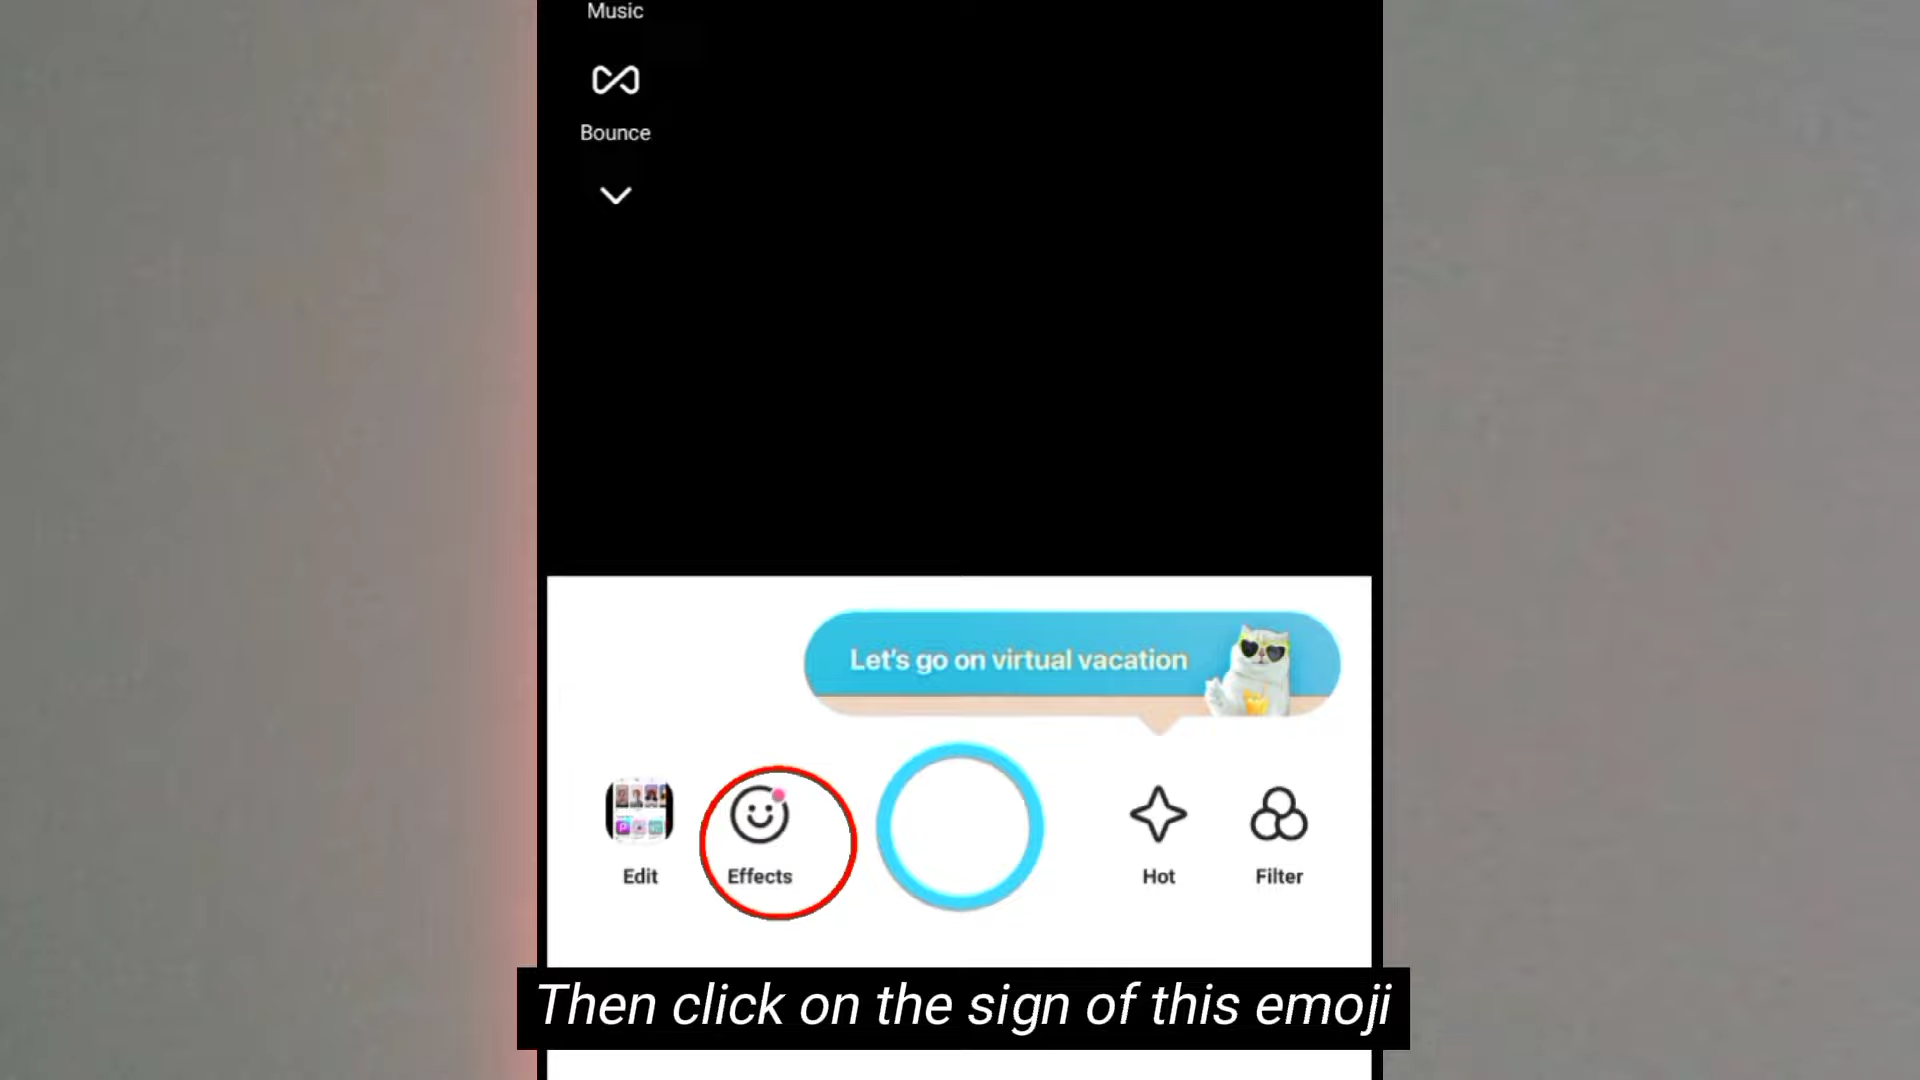 Music
Bounce
Let's go on virtual vacation
Edit
Effects
Hot
Filter
Then click on the sign of this emoji